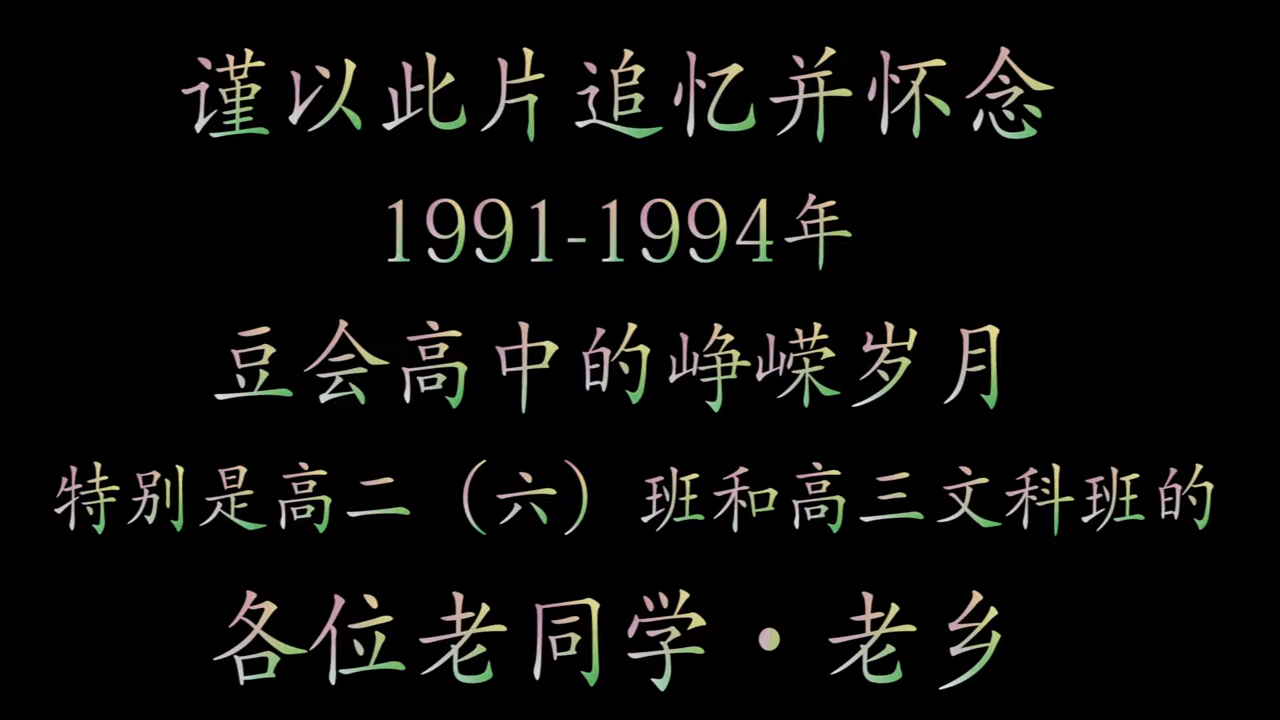 谨以此片追忆并怀念
1991-1994年
豆会高中的峥嵘岁月
特别是高二（六）班和高三文科班的
各位老同学·老乡